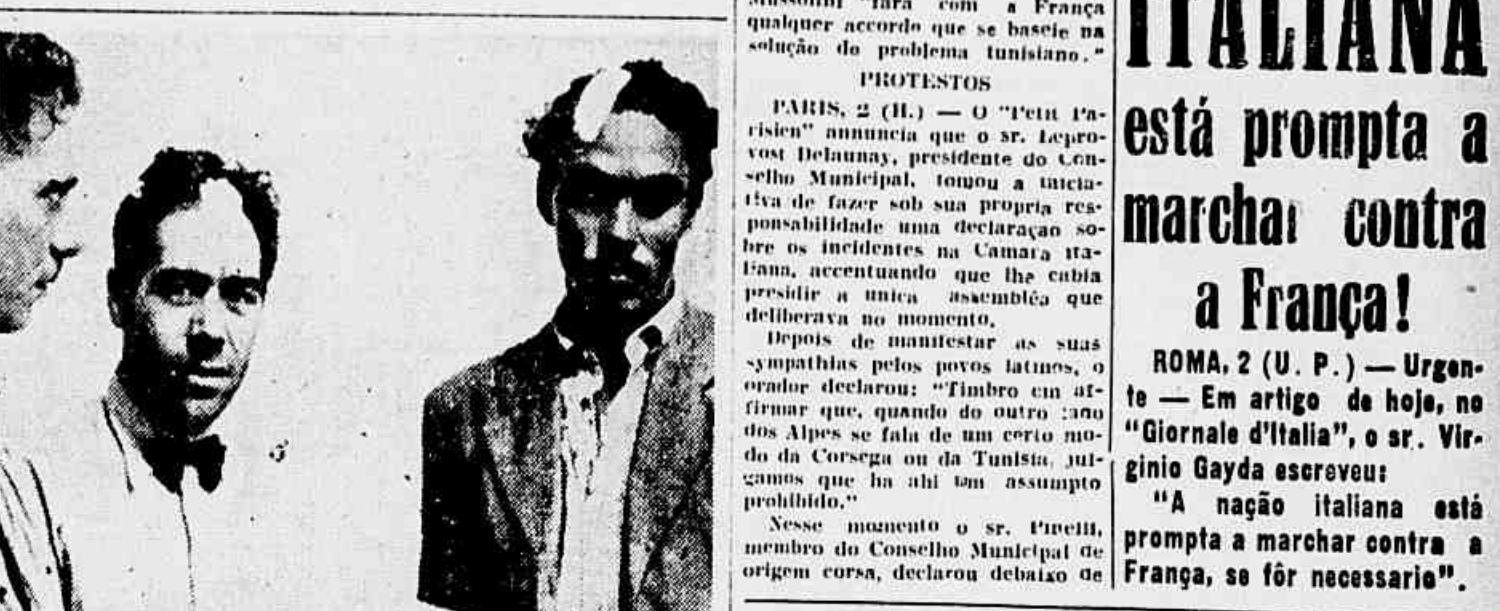 Mussolini "fará com a França
qualquer accordo que se baseie na
solução do problema tunisiano."
PROTESTOS
PARIS, 2 (H.) — O "Petit Pa-
risien" annuncia que o sr. Lepro-
vost Delaunay, presidente do Con-
selho Municipal, tomou a inicia-
tiva de fazer sob sua propria res-
ponsabilidade uma declaração so-
bre os incidentes na Camara Ita-
liana, accentuando que lhe cabia
presidir a unica assembléa que
deliberava no momento.
Depois de manifestar as suas
sympathias pelos povos latinos, o
orador declarou: "Timbro em af-
firmar que, quando do outro lado
dos Alpes se fala de um certo mo-
do da Corsega ou da Tunisia, jul-
gamos que ha ahi um assumpto
prohibido."
Nesse momento o sr. Pinelli,
membro do Conselho Municipal de
origem corsa, declarou debaixo de
ITALIANA
está prompta a
marchar contra
a França!
ROMA, 2 (U. P.) — Urgen-
te — Em artigo de hoje, no
"Giornale d'Italia", o sr. Vir-
ginio Gayda escreveu:
"A nação italiana está
prompta a marchar contra a
França, se fôr necessario".